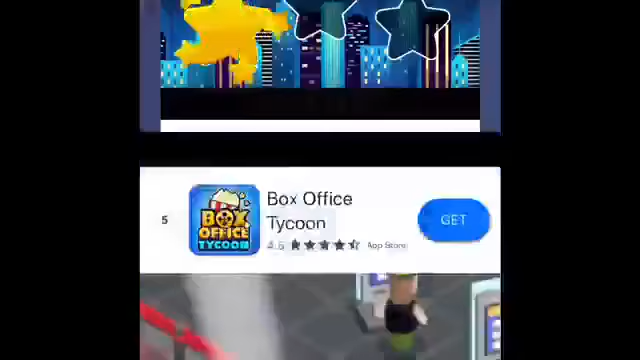 5
Box Office
Tycoon
4.6 App Store
GET
BOX
OFFICE
TYCOON